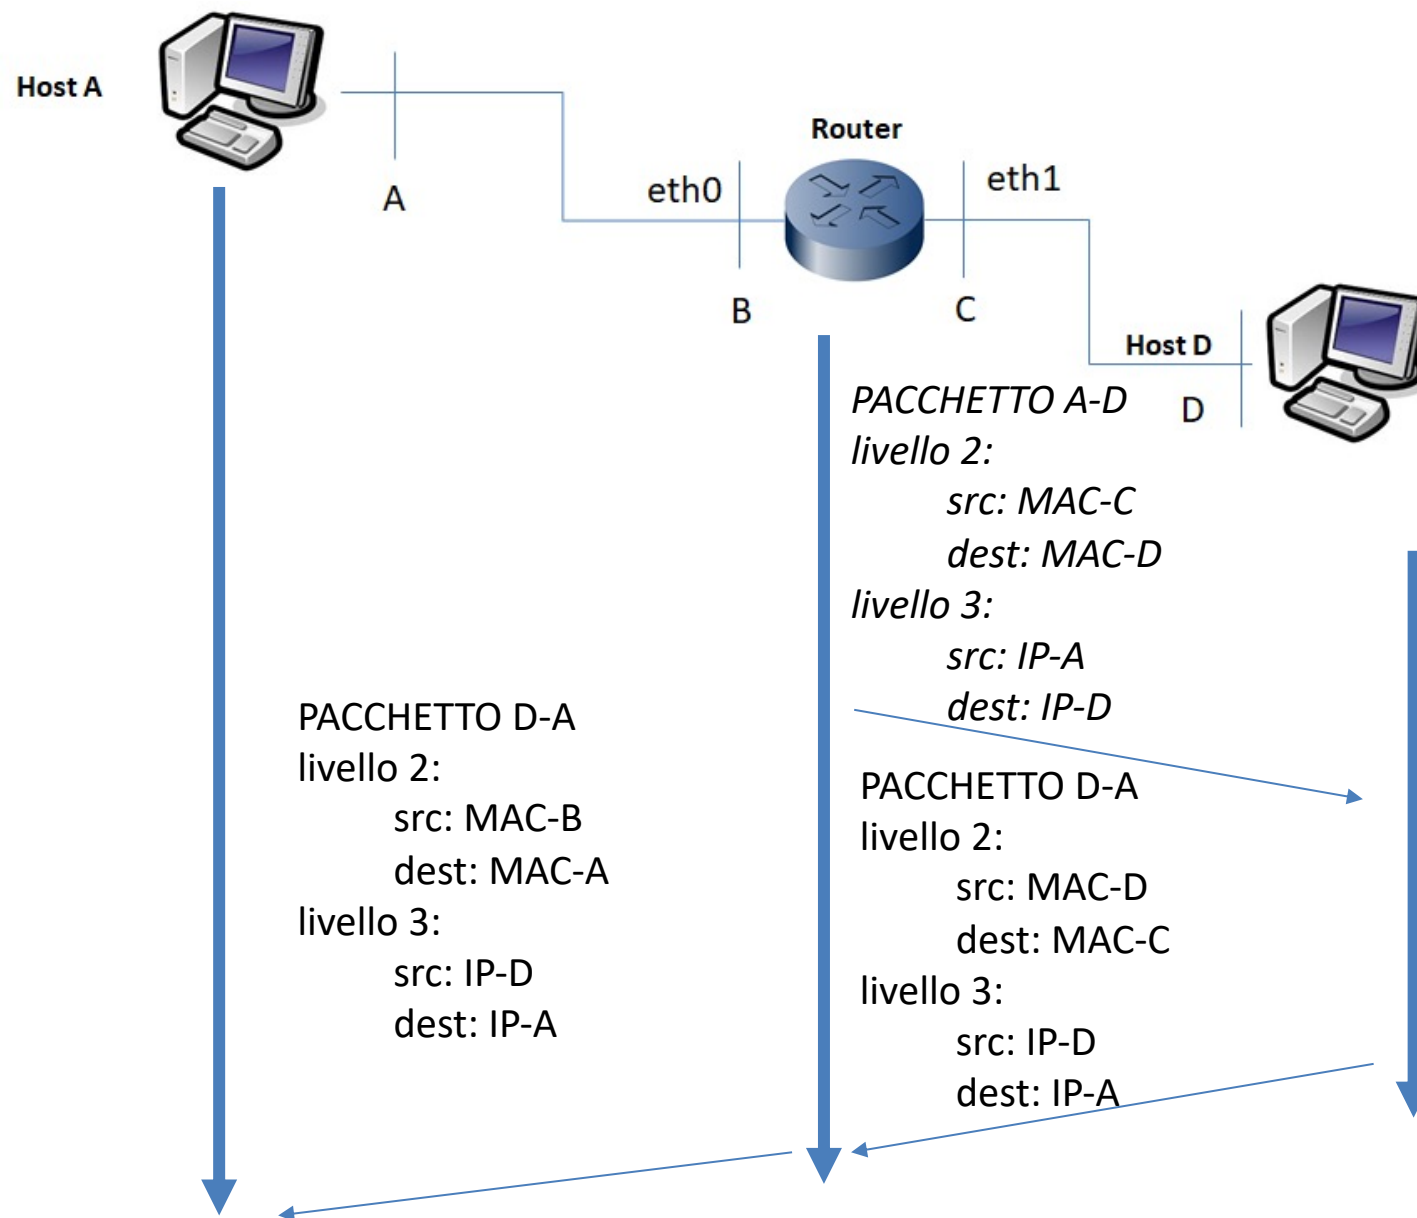 Host A
Router
eth0
eth1
A
B
C
Host D
D
PACCHETTO A-D
livello 2:
src: MAC-C
dest: MAC-D
livello 3:
src: IP-A
dest: IP-D
PACCHETTO D-A
livello 2:
src: MAC-B
dest: MAC-A
livello 3:
src: IP-D
dest: IP-A
PACCHETTO D-A
livello 2:
src: MAC-D
dest: MAC-C
livello 3:
src: IP-D
dest: IP-A